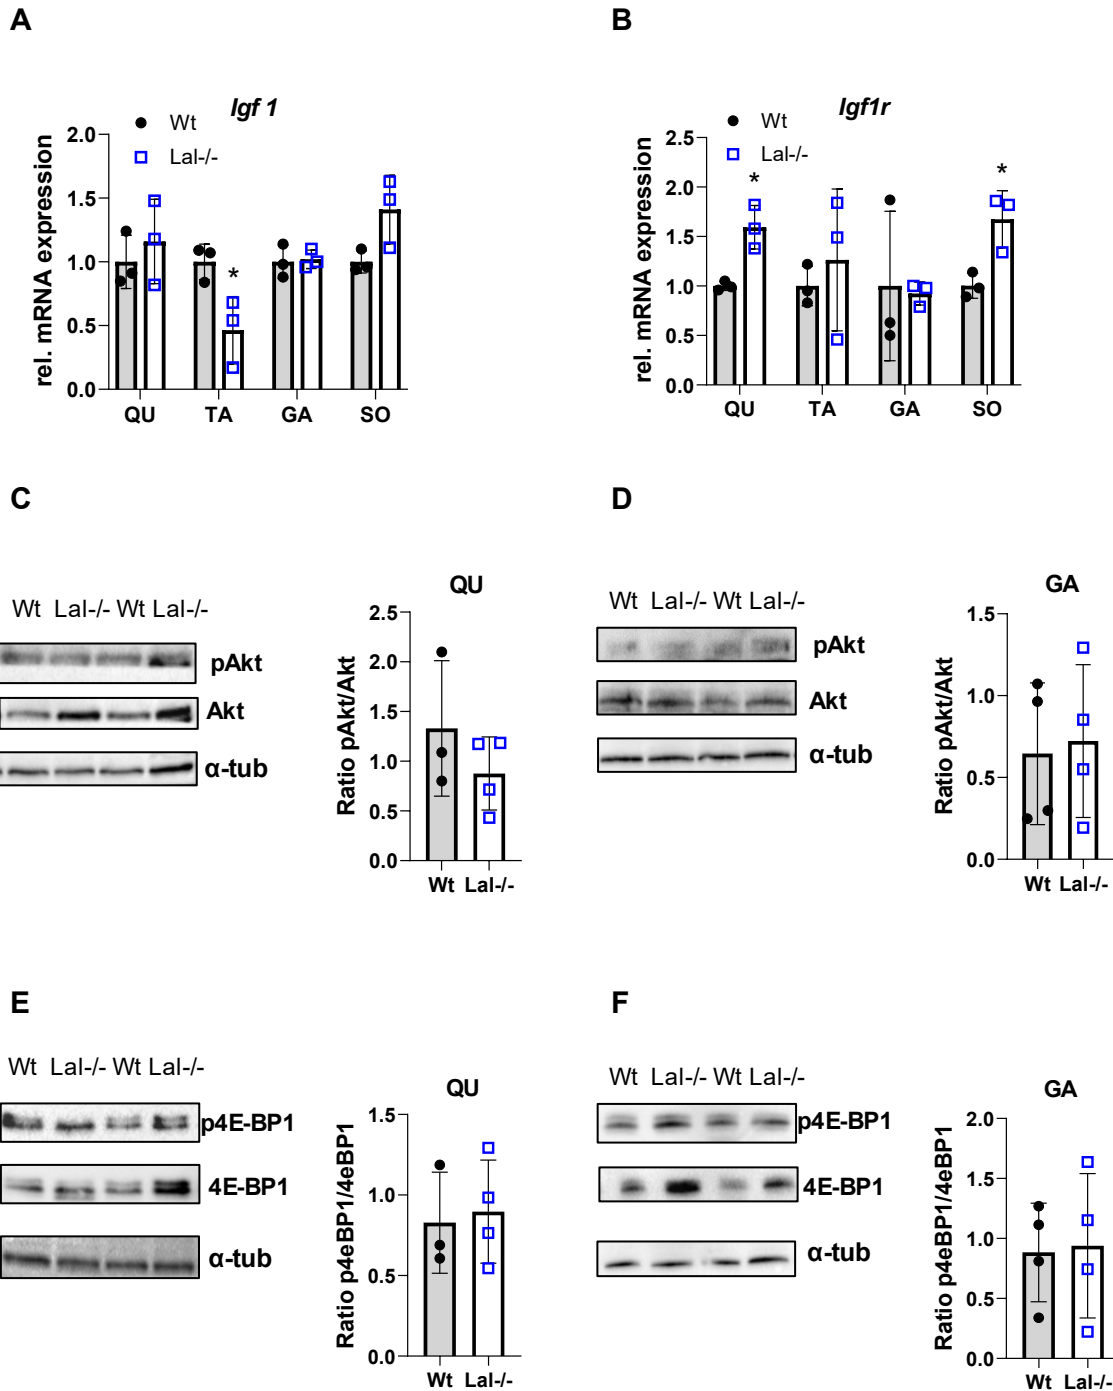 A
B
Igf 1
Wt
Lal-/-
rel. mRNA expression
2.0
1.5
1.0
0.5
0.0
*
QU TA GA SO
Igf1r
Wt
Lal-/-
rel. mRNA expression
2.5
2.0
1.5
1.0
0.5
0.0
* *
QU TA GA SO
C
D
Wt Lal-/- Wt Lal-/-
pAkt
Akt
α-tub
QU
Ratio pAkt/Akt
2.5
2.0
1.5
1.0
0.5
0.0
Wt Lal-/-
Wt Lal-/- Wt Lal-/-
pAkt
Akt
α-tub
GA
Ratio pAkt/Akt
1.5
1.0
0.5
0.0
Wt Lal-/-
E
F
Wt Lal-/- Wt Lal-/-
p4E-BP1
4E-BP1
α-tub
QU
Ratio p4eBP1/4eBP1
1.5
1.0
0.5
0.0
Wt Lal-/-
Wt Lal-/- Wt Lal-/-
p4E-BP1
4E-BP1
α-tub
GA
Ratio p4eBP1/4eBP1
2.0
1.5
1.0
0.5
0.0
Wt Lal-/-